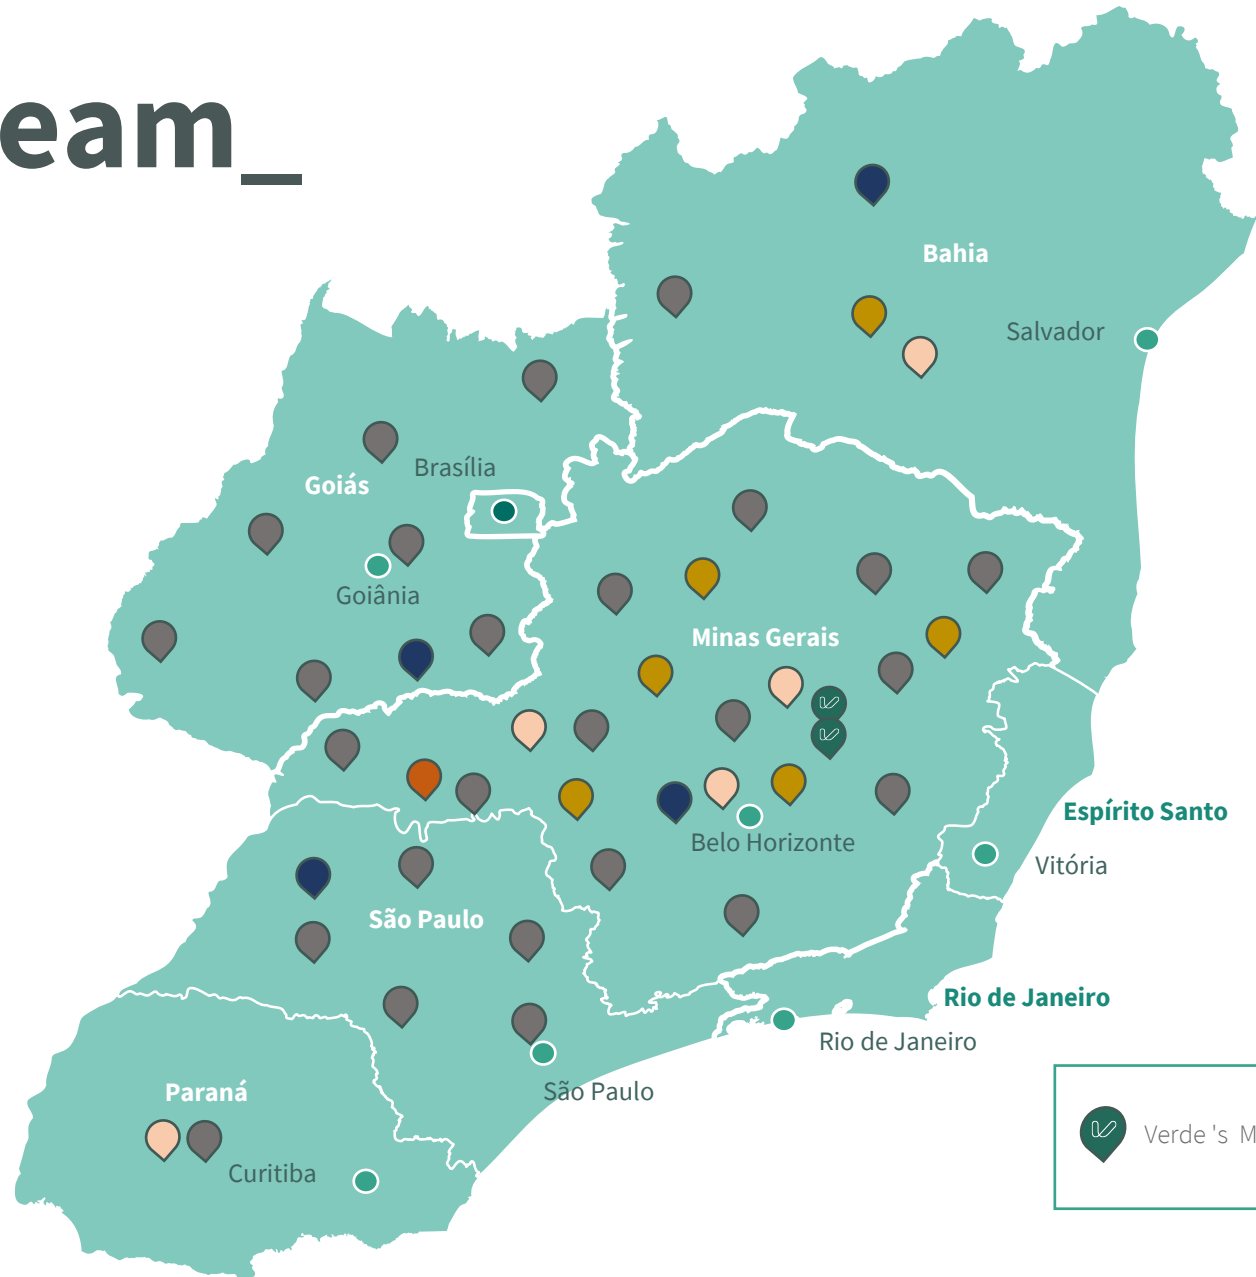 eam_
Bahia
Salvador
Brasília
Goiás
Goiânia
Minas Gerais
Espírito Santo
Belo Horizonte
Vitória
São Paulo
Rio de Janeiro
Rio de Janeiro
São Paulo
Paraná
Verde 's M
Curitiba